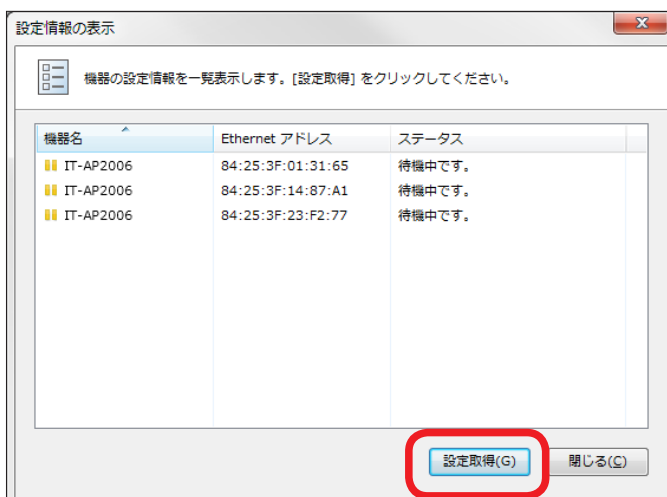 設定情報の表示
機器の設定情報を一覧表示します。[設定取得] をクリックしてください。
機器名 Ethernet アドレス ステータス
IT-AP2006 84:25:3F:01:31:65 待機中です。
IT-AP2006 84:25:3F:14:87:A1 待機中です。
IT-AP2006 84:25:3F:23:F2:77 待機中です。
設定取得(G) 閉じる(C)